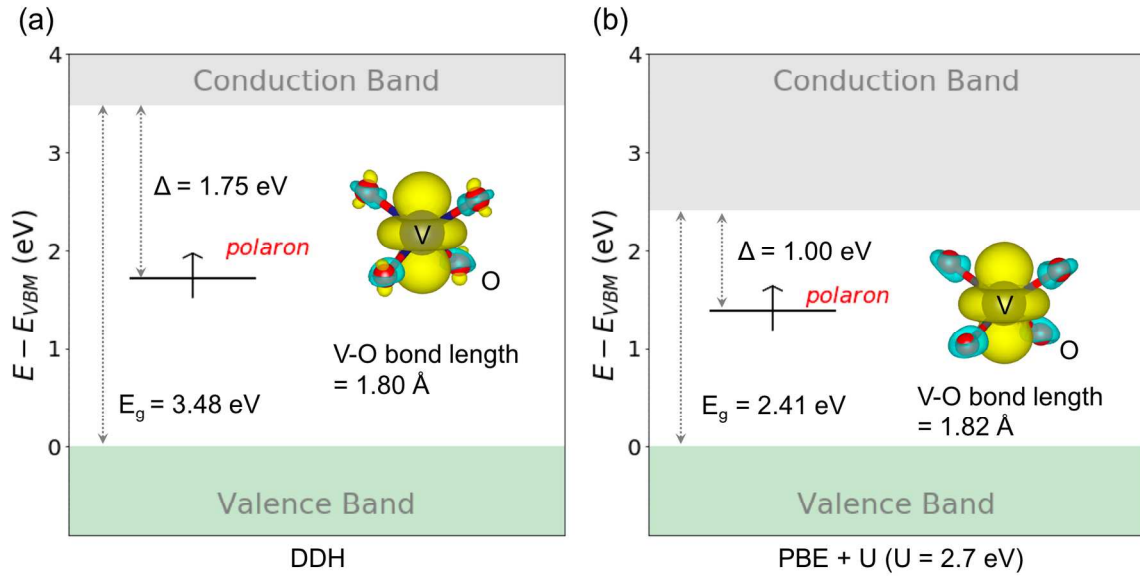 (a)
4
3
2
1
0
E − E_VBM (eV)
Conduction Band
Δ = 1.75 eV
polaron
V
O
V-O bond length
= 1.80 Å
E_g = 3.48 eV
Valence Band
DDH
(b)
4
3
2
1
0
E − E_VBM (eV)
Conduction Band
Δ = 1.00 eV
polaron
V
O
E_g = 2.41 eV
V-O bond length
= 1.82 Å
Valence Band
PBE + U (U = 2.7 eV)